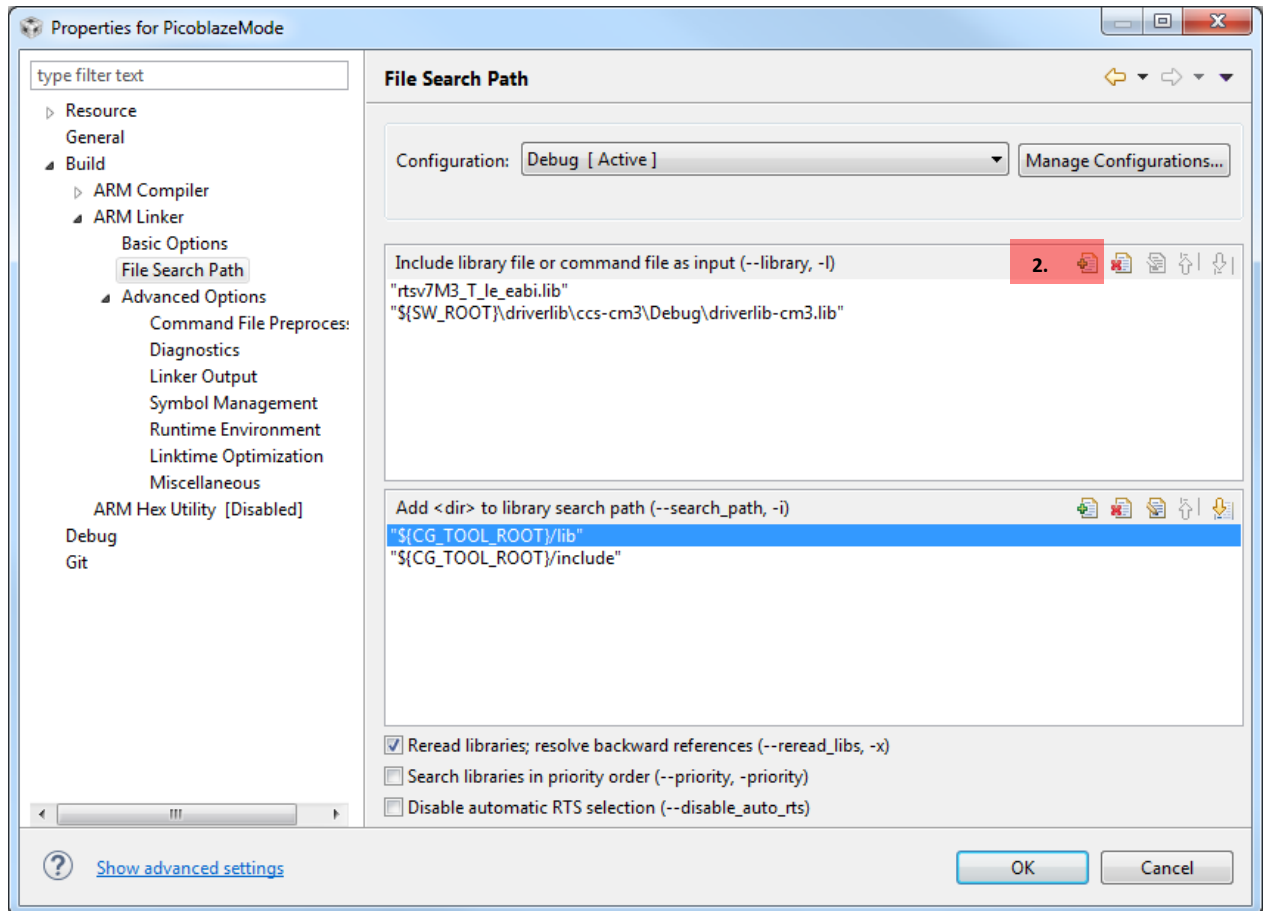 Properties for PicoblazeMode
type filter text
Resource
General
Build
ARM Compiler
ARM Linker
Basic Options
File Search Path
Advanced Options
Command File Preproces
Diagnostics
Linker Output
Symbol Management
Runtime Environment
Linktime Optimization
Miscellaneous
ARM Hex Utility [Disabled]
Debug
Git
File Search Path
Configuration: Debug [ Active ] Manage Configurations...
Include library file or command file as input (--library, -l) 2.
"rtsv7M3_T_le_eabi.lib"
"${SW_ROOT}\driverlib\ccs-cm3\Debug\driverlib-cm3.lib"
Add <dir> to library search path (--search_path, -i)
"${CG_TOOL_ROOT}/lib"
"${CG_TOOL_ROOT}/include"
Reread libraries; resolve backward references (--reread_libs, -x)
Search libraries in priority order (--priority, -priority)
Disable automatic RTS selection (--disable_auto_rts)
? Show advanced settings
OK Cancel